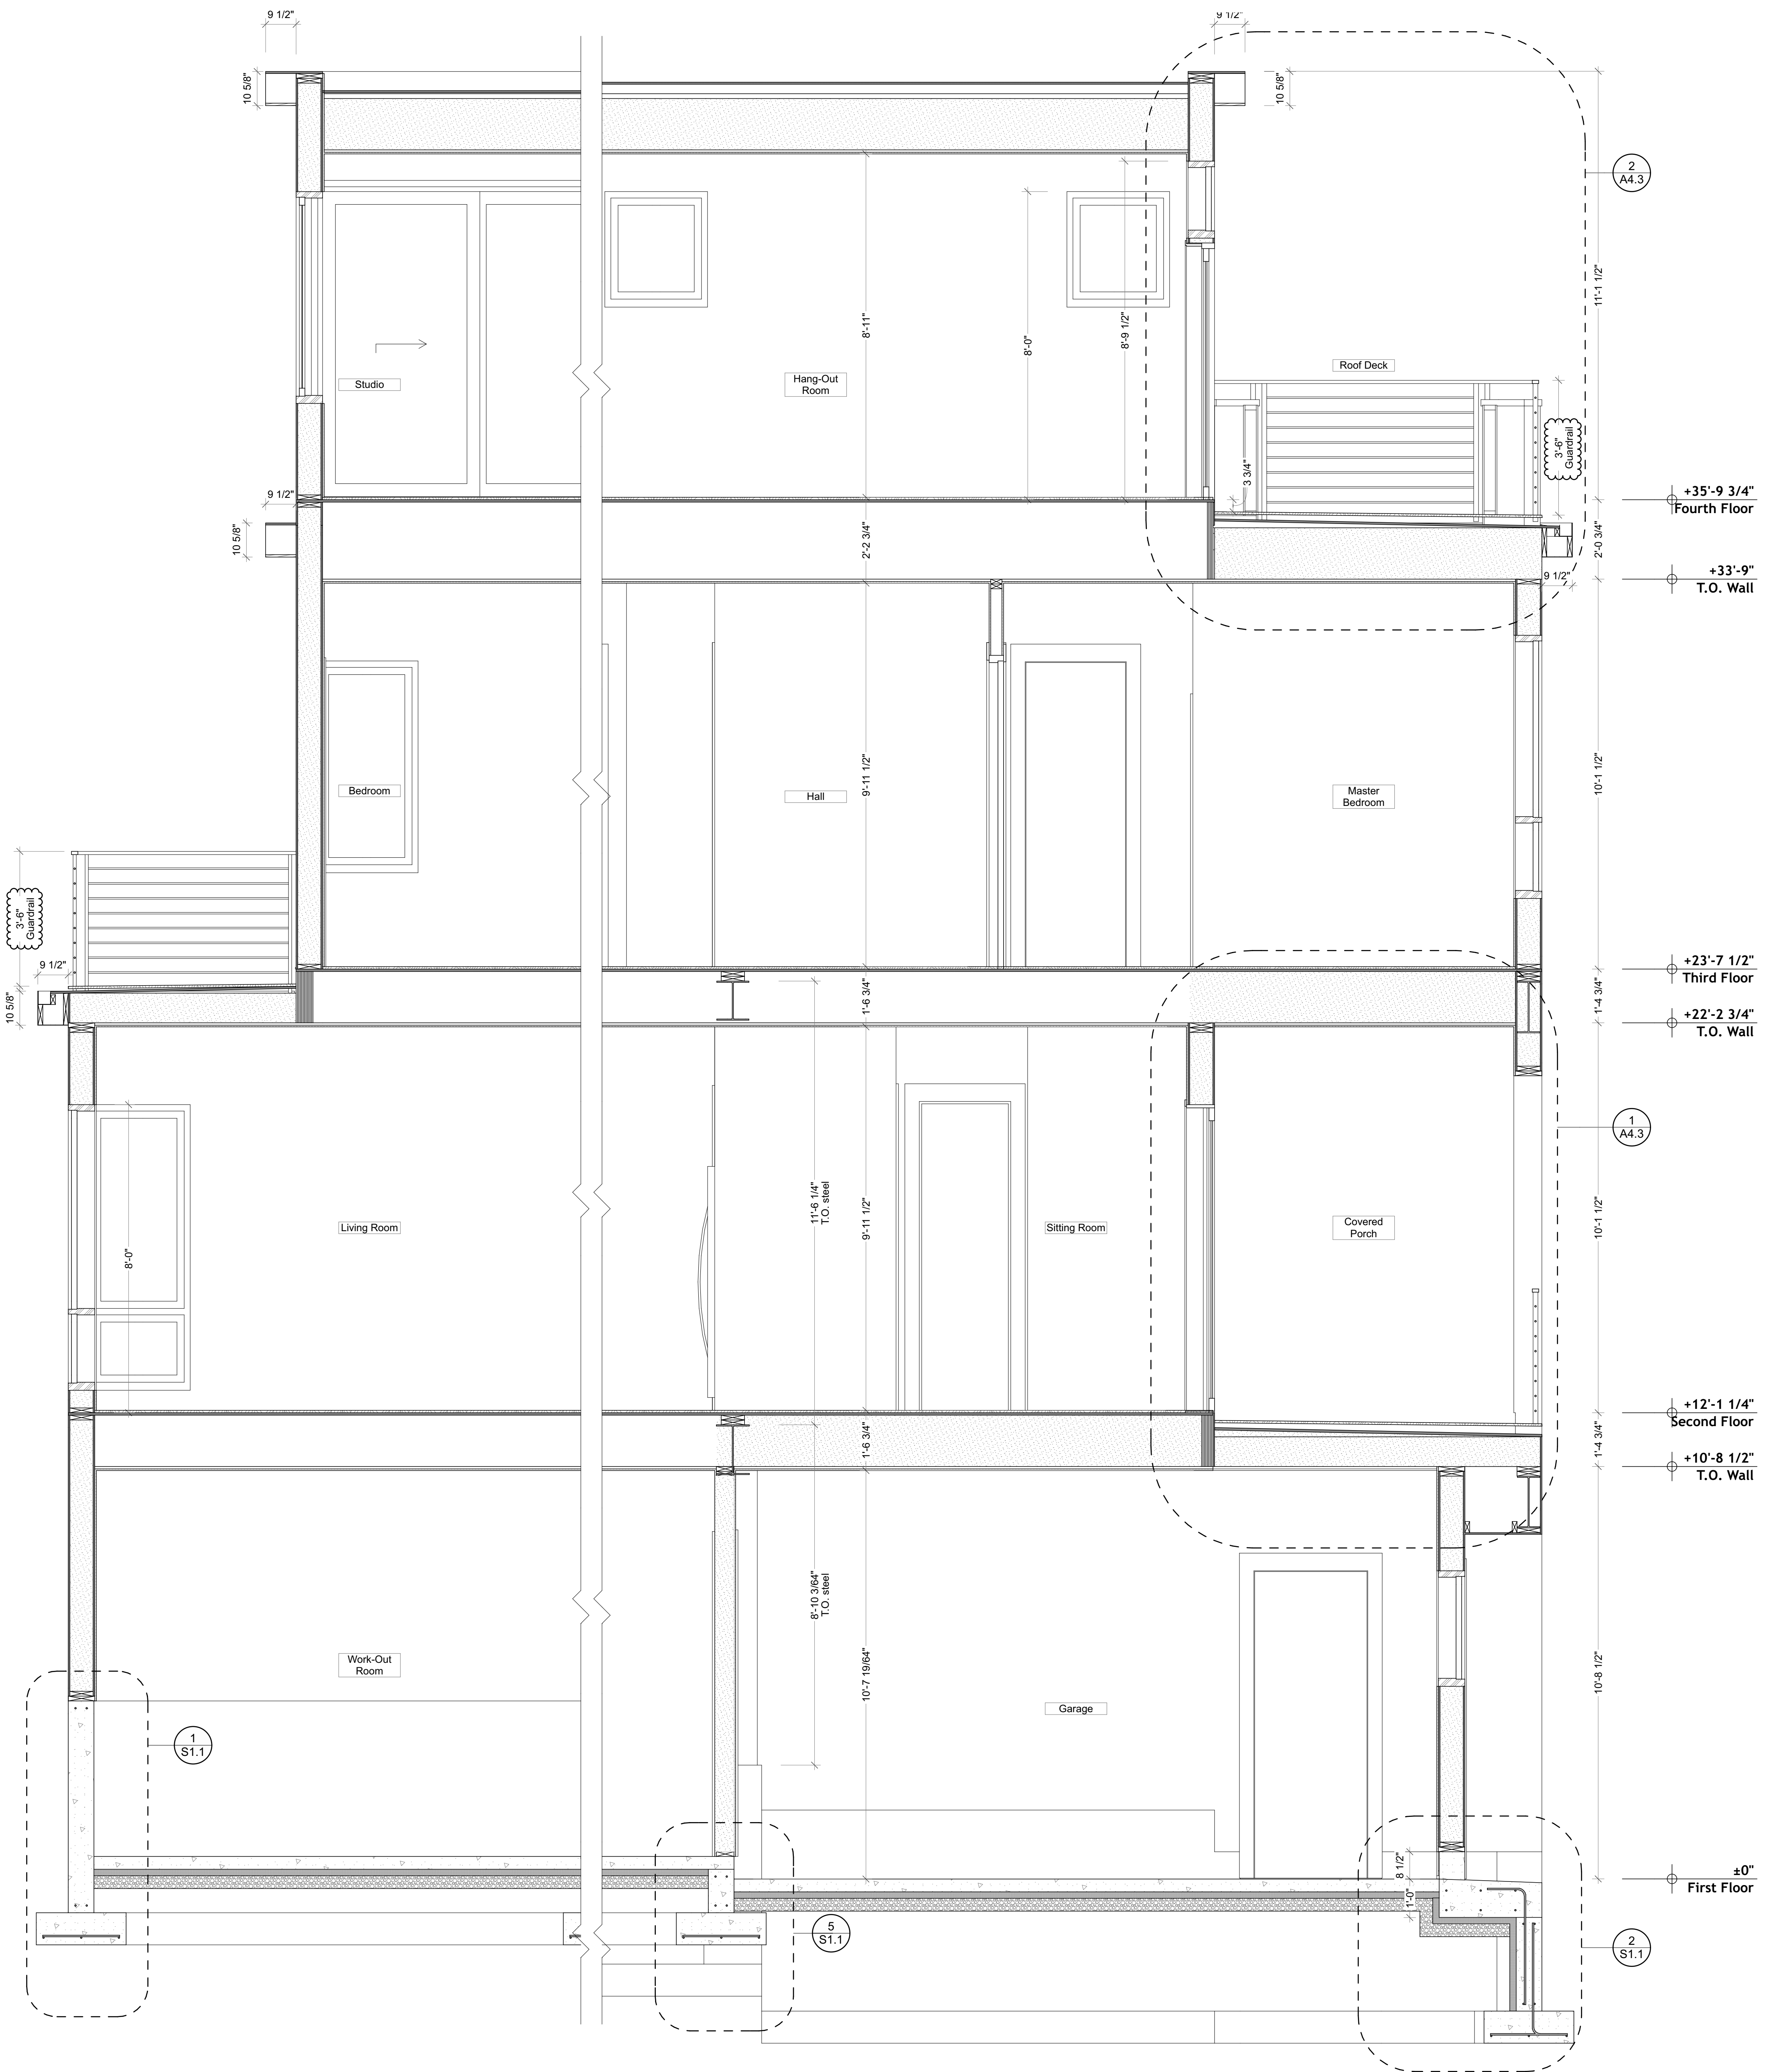 9 1/2"
9 1/2"
10 5/8"
10 5/8"
2
A4.3
11'-1 1/2"
8'-11"
8'-0"
8'-9 1/2"
Studio
Hang-Out
Room
Roof Deck
3'-6"
Guardrail
3 3/4"
9 1/2"
10 5/8"
+35'-9 3/4"
Fourth Floor
2'-2 3/4"
2'-0 3/4"
9 1/2"
+33'-9"
T.O. Wall
Bedroom
9'-11 1/2"
Hall
Master
Bedroom
10'-1 1/2"
3'-6"
Guardrail
9 1/2"
10 5/8"
1'-6 3/4"
1'-4 3/4"
+23'-7 1/2"
Third Floor
+22'-2 3/4"
T.O. Wall
1
A4.3
8'-0"
Living Room
11'-6 1/4"
T.O. steel
9'-11 1/2"
Sitting Room
Covered
Porch
10'-1 1/2"
+12'-1 1/4"
Second Floor
1'-6 3/4"
1'-4 3/4"
+10'-8 1/2"
T.O. Wall
8'-10 3/64"
T.O. steel
Work-Out
Room
10'-7 19/64"
Garage
10'-8 1/2"
1
S1.1
8 1/2"
1'-0"
±0"
First Floor
5
S1.1
2
S1.1